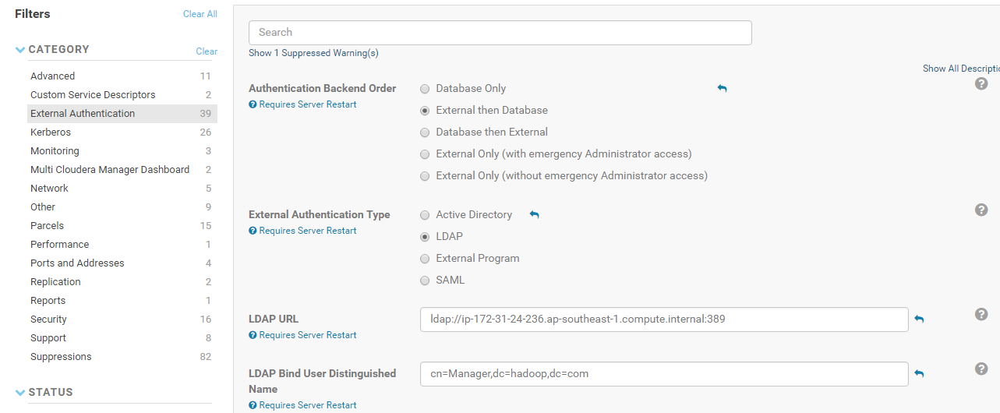 Filters
Clear All
CATEGORY
Clear
Advanced 11
Custom Service Descriptors 2
External Authentication 39
Kerberos 26
Monitoring 3
Multi Cloudera Manager Dashboard 2
Network 5
Other 9
Parcels 15
Performance 1
Ports and Addresses 4
Replication 2
Reports 1
Security 16
Support 8
Suppressions 82
STATUS
Search
Show 1 Suppressed Warning(s)
Show All Descriptio
Authentication Backend Order
Requires Server Restart
Database Only
External then Database
Database then External
External Only (with emergency Administrator access)
External Only (without emergency Administrator access)
External Authentication Type
Requires Server Restart
Active Directory
LDAP
External Program
SAML
LDAP URL
Requires Server Restart
ldap://ip-172-31-24-236.ap-southeast-1.compute.internal:389
LDAP Bind User Distinguished
Name
Requires Server Restart
cn=Manager,dc=hadoop,dc=com